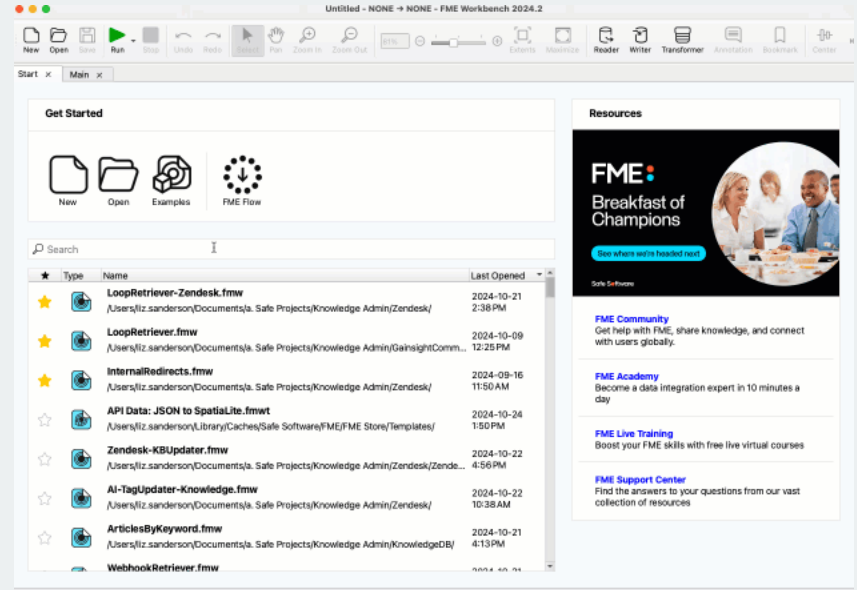 Untitled - NONE → NONE - FME Workbench 2024.2
New Open Save Run Stop Undo Redo Select Pan Zoom In Zoom Out 61% Extents Maximize Reader Writer Transformer Annotation Bookmark Center
Start × Main ×
Get Started
New Open Examples FME Flow
Search
Type Name Last Opened
LoopRetriever-Zendesk.fmw
/Users/liz.sanderson/Documents/a. Safe Projects/Knowledge Admin/Zendesk/
2024-10-21
2:38 PM
LoopRetriever.fmw
/Users/liz.sanderson/Documents/a. Safe Projects/Knowledge Admin/GainsightComm...
2024-10-09
12:25 PM
InternalRedirects.fmw
/Users/liz.sanderson/Documents/a. Safe Projects/Knowledge Admin/Zendesk/
2024-09-16
11:50 AM
API Data: JSON to SpatiaLite.fmwt
/Users/liz.sanderson/Library/Caches/Safe Software/FME/FME Store/Templates/
2024-10-24
1:50 PM
Zendesk-KBUpdater.fmw
/Users/liz.sanderson/Documents/a. Safe Projects/Knowledge Admin/Zendesk/Zende...
2024-10-22
4:56 PM
AI-TagUpdater-Knowledge.fmw
/Users/liz.sanderson/Documents/a. Safe Projects/Knowledge Admin/Zendesk/
2024-10-22
10:38 AM
ArticlesByKeyword.fmw
/Users/liz.sanderson/Documents/a. Safe Projects/Knowledge Admin/KnowledgeDB/
2024-10-21
4:13 PM
WebhookRetriever.fmw
2024-10-21
Resources
FME:
Breakfast of
Champions
See where we're headed next
Safe Software
FME Community
Get help with FME, share knowledge, and connect
with users globally.
FME Academy
Become a data integration expert in 10 minutes a
day
FME Live Training
Boost your FME skills with free live virtual courses
FME Support Center
Find the answers to your questions from our vast
collection of resources